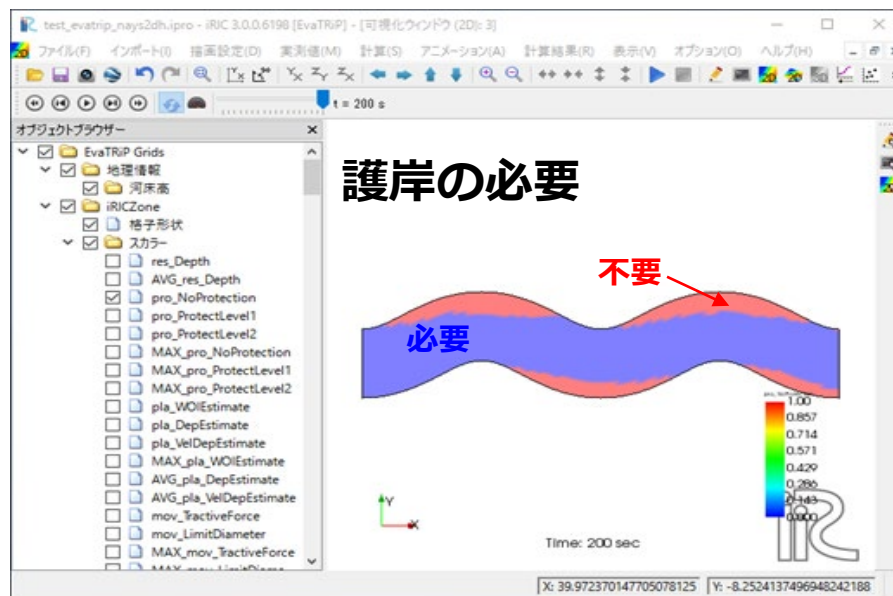 test_evatrip_nays2dh.ipro - iRIC 3.0.0.6198 [EvaTRiP] - [可視化ウィンドウ (2D): 3]
ファイル(F) インポート(I) 描画設定(D) 実測値(M) 計算(S) アニメーション(A) 計算結果(R) 表示(V) オプション(O) ヘルプ(H)
t = 200 s
オブジェクトブラウザー
EvaTRiP Grids
地理情報
河床高
iRICZone
格子形状
スカラー
res_Depth
AVG_res_Depth
pro_NoProtection
pro_ProtectLevel1
pro_ProtectLevel2
MAX_pro_NoProtection
MAX_pro_ProtectLevel1
MAX_pro_ProtectLevel2
pla_WOIEstimate
pla_DepEstimate
pla_VelDepEstimate
MAX_pla_WOIEstimate
AVG_pla_DepEstimate
AVG_pla_VelDepEstimate
mov_TractiveForce
mov_LimitDiameter
MAX_mov_TractiveForce
護岸の必要
不要
必要
1.00
0.857
0.714
0.571
0.429
0.286
0.143
0.000
Y
X
Time: 200 sec
X: 39.972370147705078125
Y: -8.2524137496948242188